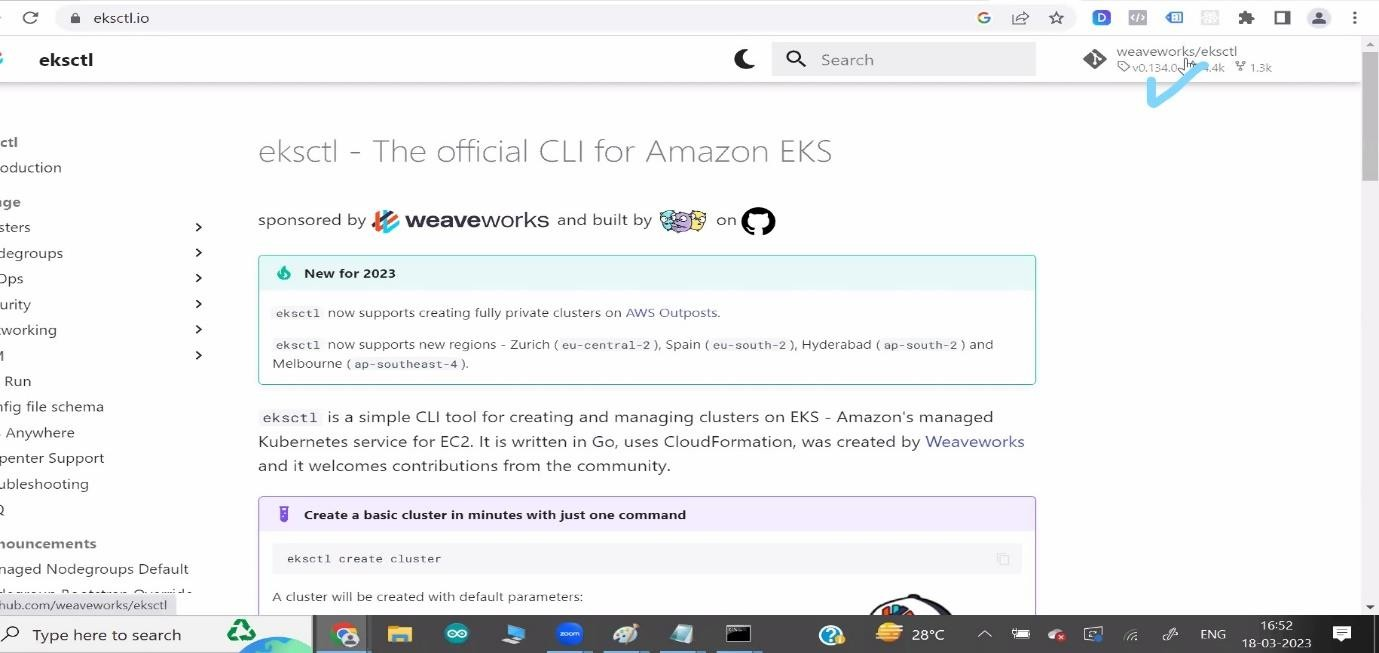 eksctl.io
eksctl
Search
weaveworks/eksctl
v0.134.0 4.4k 1.3k
ctl
oduction
ge
sters
degroups
Ops
urity
tworking
M
Run
nfig file schema
Anywhere
penter Support
ubleshooting
Q
nouncements
naged Nodegroups Default
hub.com/weaveworks/eksctl
eksctl - The official CLI for Amazon EKS
sponsored by weaveworks and built by on
New for 2023
eksctl now supports creating fully private clusters on AWS Outposts.
eksctl now supports new regions - Zurich (eu-central-2), Spain (eu-south-2), Hyderabad (ap-south-2) and
Melbourne (ap-southeast-4).
eksctl is a simple CLI tool for creating and managing clusters on EKS - Amazon's managed
Kubernetes service for EC2. It is written in Go, uses CloudFormation, was created by Weaveworks
and it welcomes contributions from the community.
Create a basic cluster in minutes with just one command
eksctl create cluster
A cluster will be created with default parameters:
Type here to search
zoom
28°C
ENG
16:52
18-03-2023